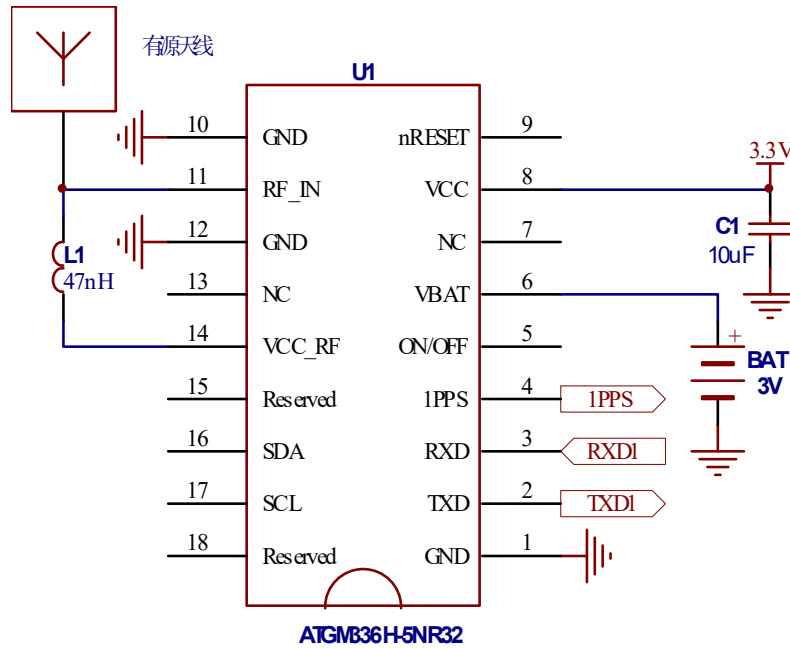 有源天线
U1
10 GND nRESET 9
3.3V
11 RF_IN VCC 8
12 GND NC 7
C1
10uF
L1
47nH
13 NC VBAT 6
14 VCC_RF ON/OFF 5
+
BAT
3V
15 Reserved 1PPS 4 1PPS
16 SDA RXD 3 RXD1
17 SCL TXD 2 TXD1
18 Reserved GND 1
ATGM336H-5NR32